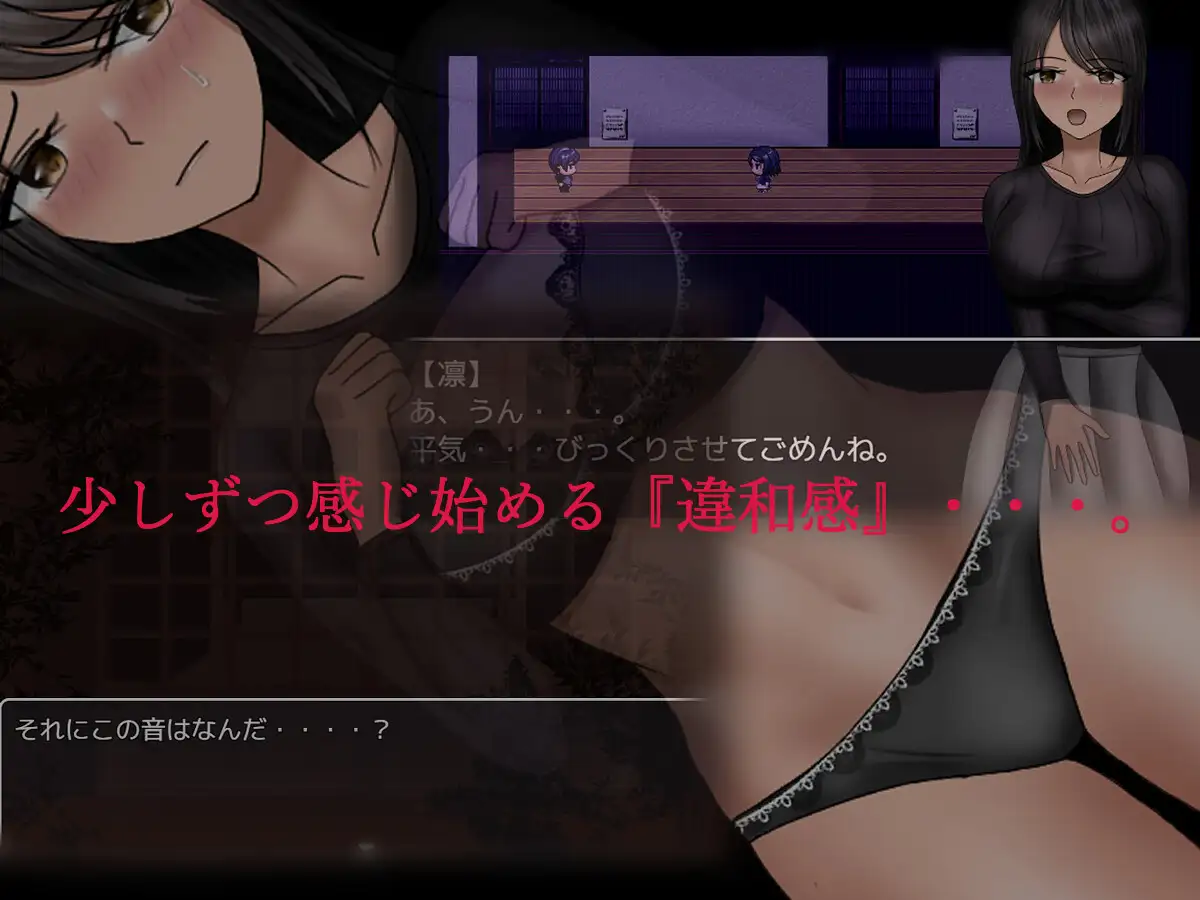 【凛】
あ、うん・・・。
平気・・・びっくりさせてごめんね。
少しずつ感じ始める『違和感』・・・。
それにこの音はなんだ・・・・？